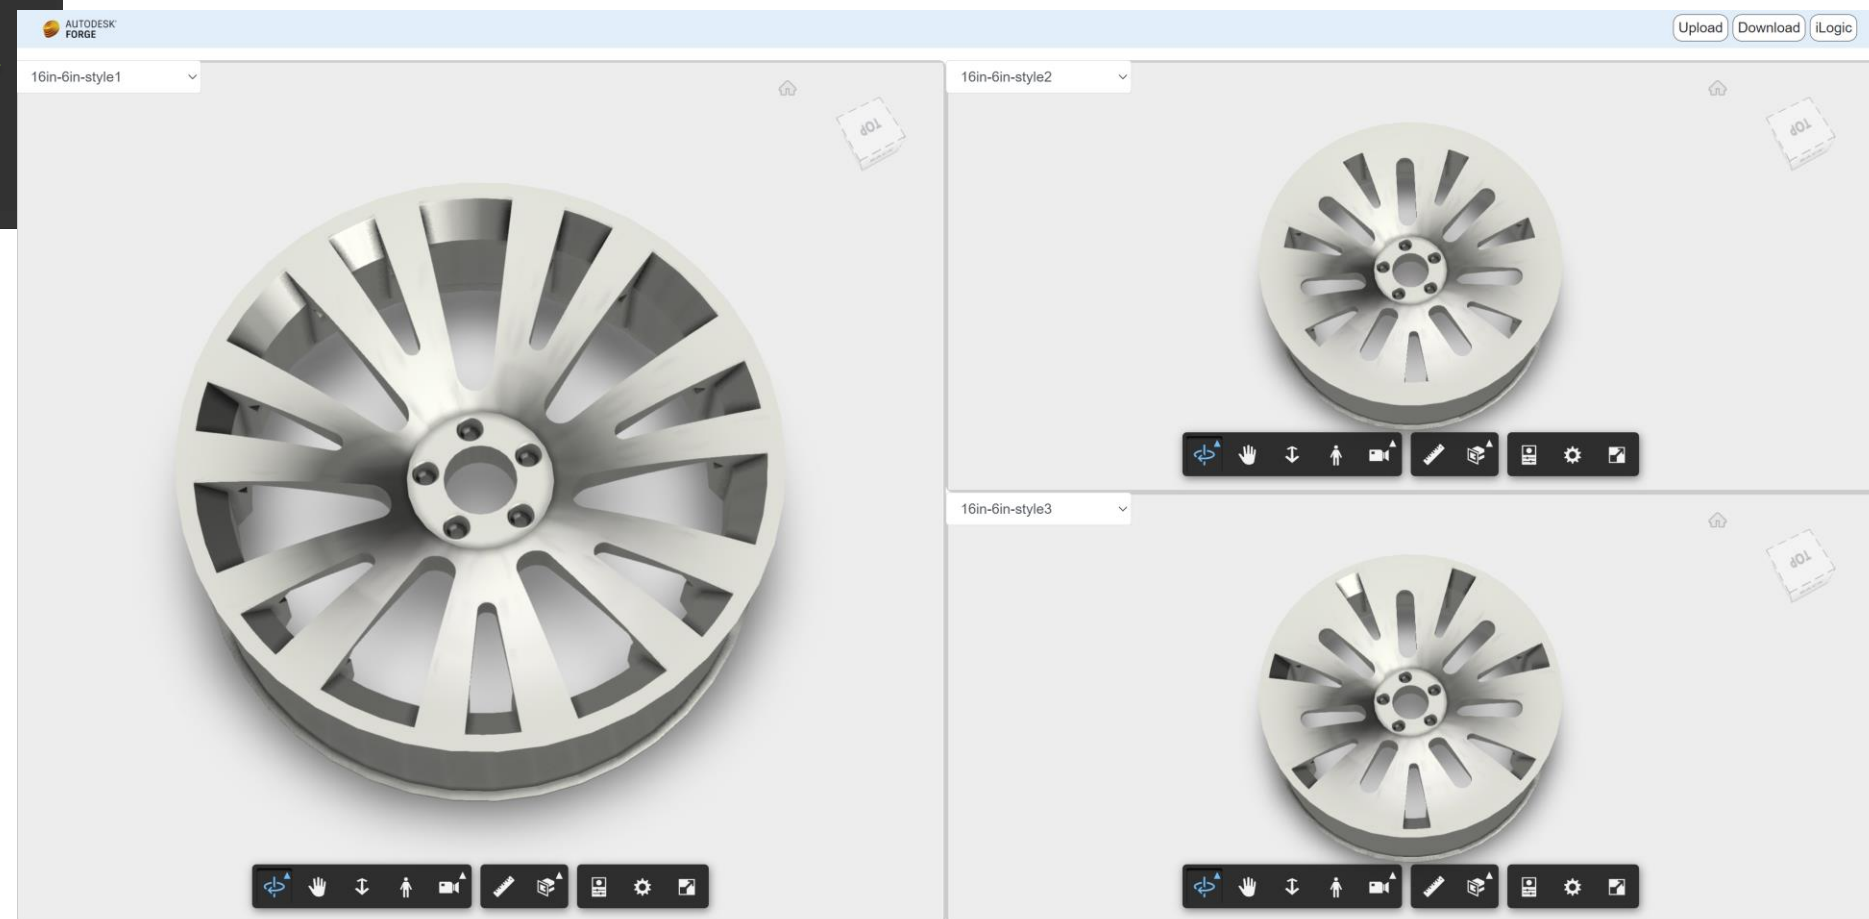 AUTODESK®
FORGE
Upload
Download
iLogic
16in-6in-style1
TOP
16in-6in-style2
TOP
16in-6in-style3
TOP